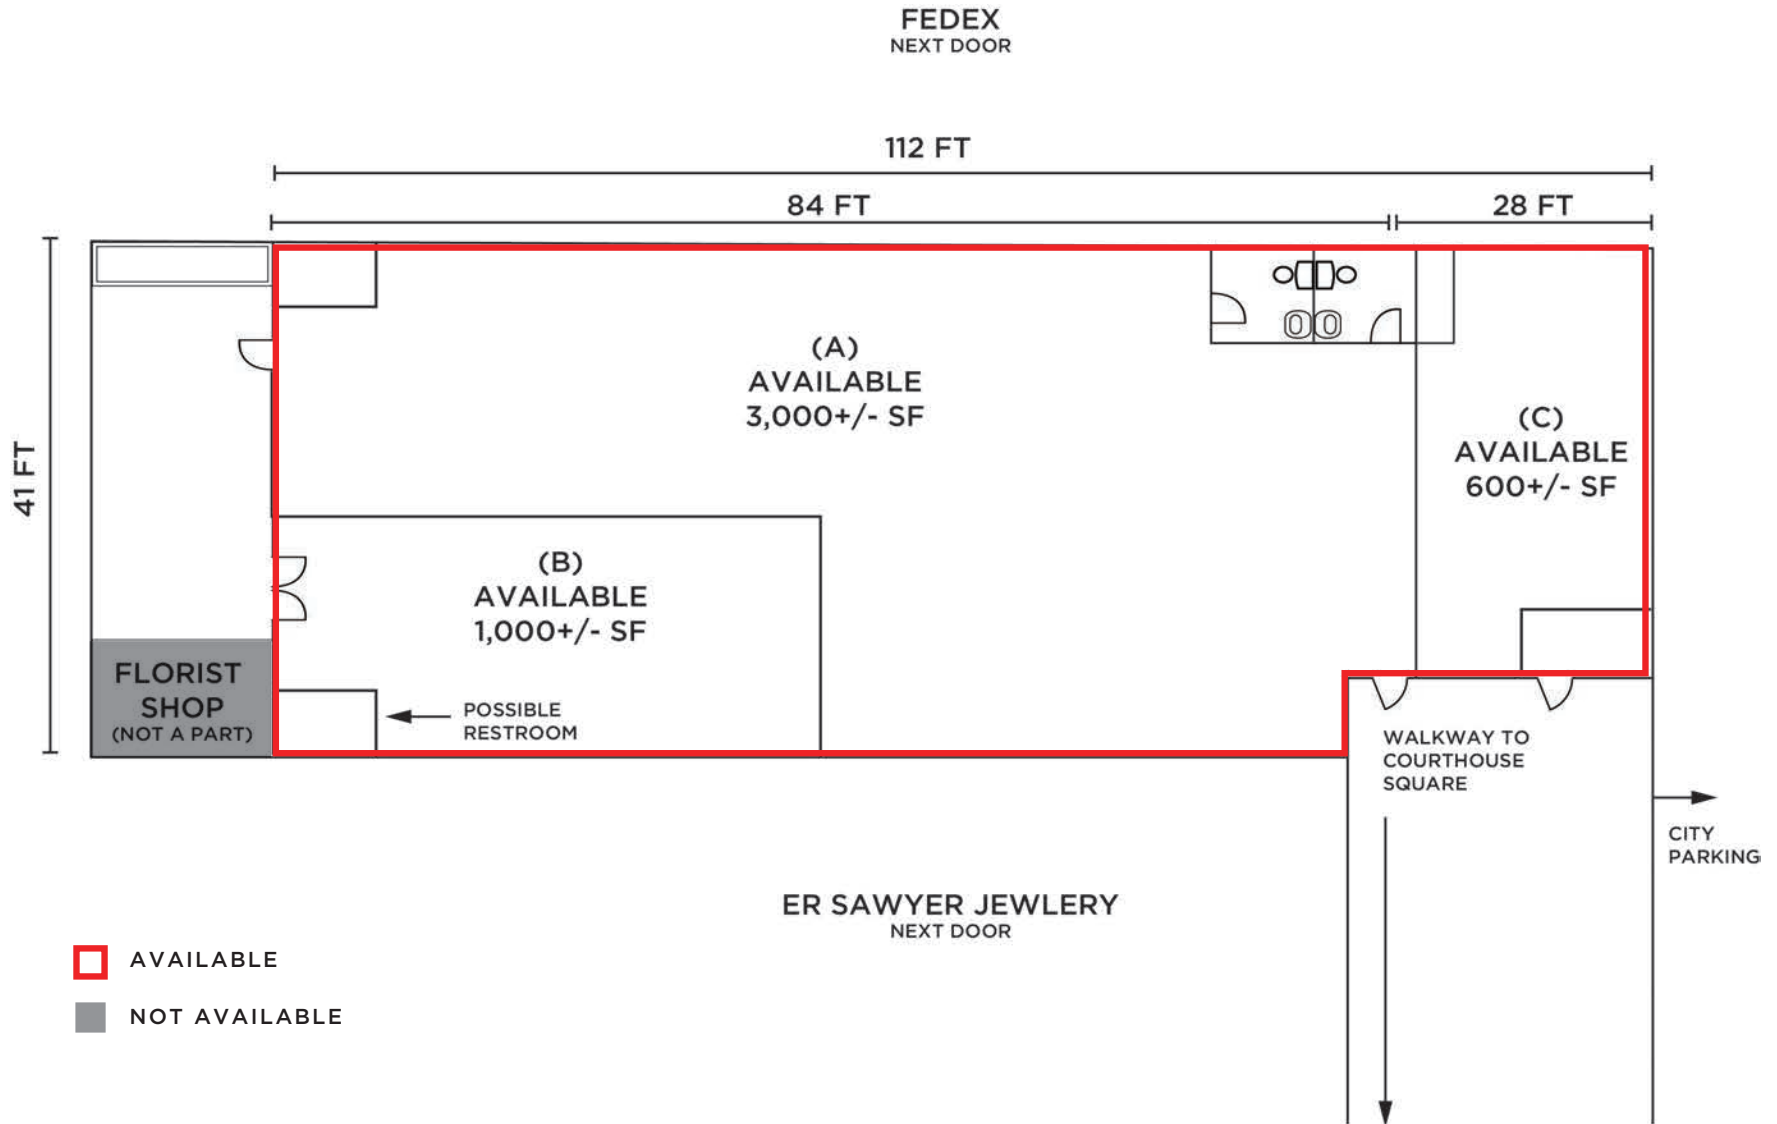 FEDEX
NEXT DOOR
112 FT
84 FT
28 FT
41 FT
(A)
AVAILABLE
3,000+/- SF
(C)
AVAILABLE
600+/- SF
(B)
AVAILABLE
1,000+/- SF
FLORIST
SHOP
(NOT A PART)
POSSIBLE
RESTROOM
WALKWAY TO
COURTHOUSE
SQUARE
CITY
PARKING
ER SAWYER JEWLERY
NEXT DOOR
AVAILABLE
NOT AVAILABLE